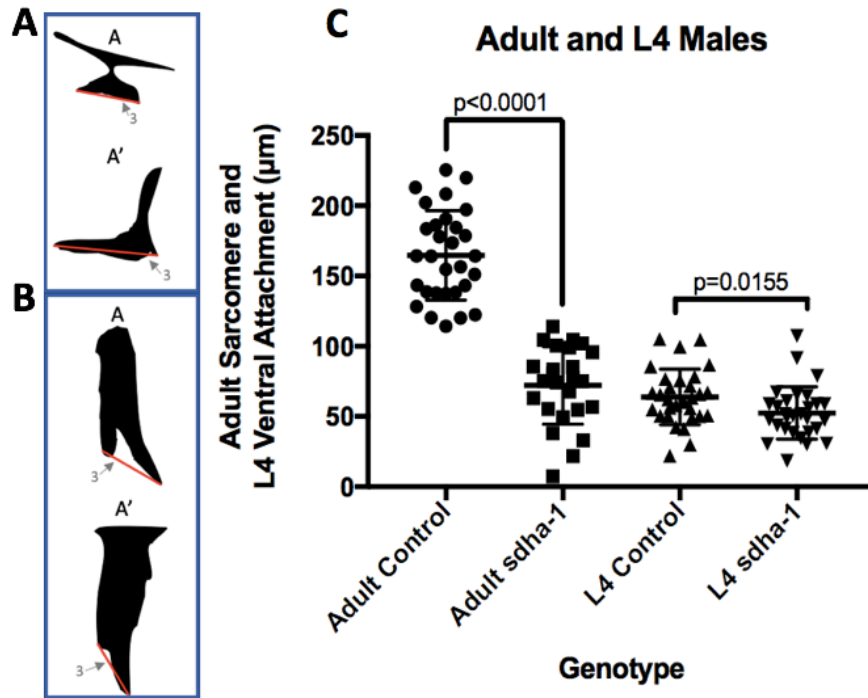 A
A
3
A'
3
B
A
3
A'
3
C
Adult and L4 Males
p<0.0001
p=0.0155
Adult Sarcomere and
L4 Ventral Attachment (µm)
250
200
150
100
50
0
Adult Control
Adult sdha-1
L4 Control
L4 sdha-1
Genotype